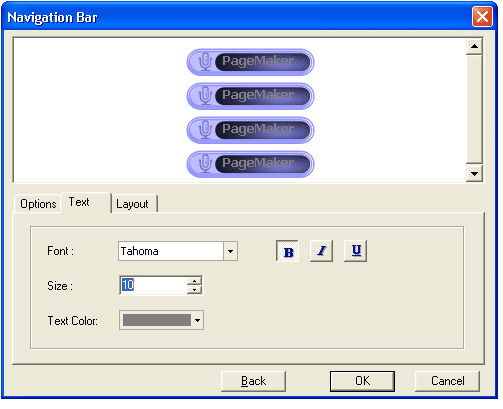 Navigation Bar
PageMaker
PageMaker
PageMaker
PageMaker
Options Text Layout
Font : Tahoma B I U
Size : 10
Text Color:
Back OK Cancel